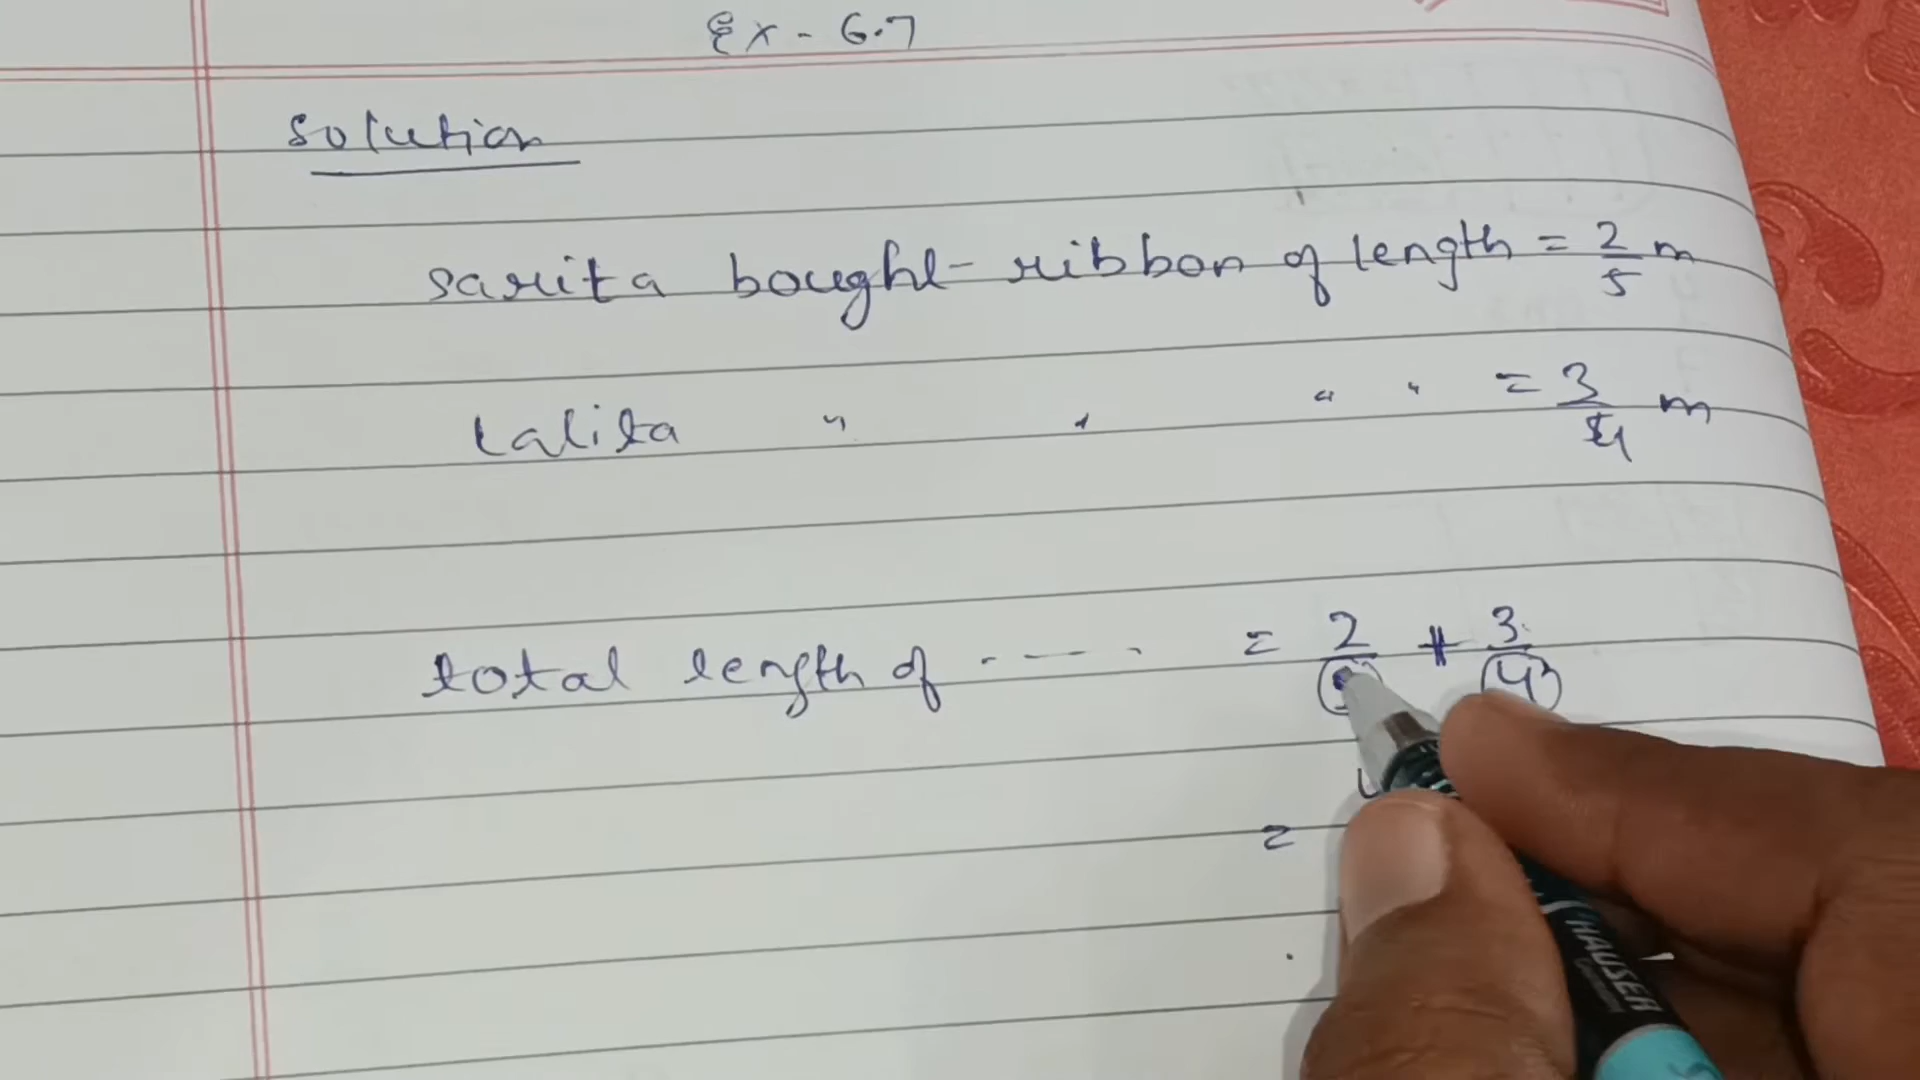 Ex - 6.7
Solution
Sarita bought ribbon of length = 2/5 m
Lalita " " " " = 3/4 m
total length of ----- = 2/5 + 3/4
=
HAUSER